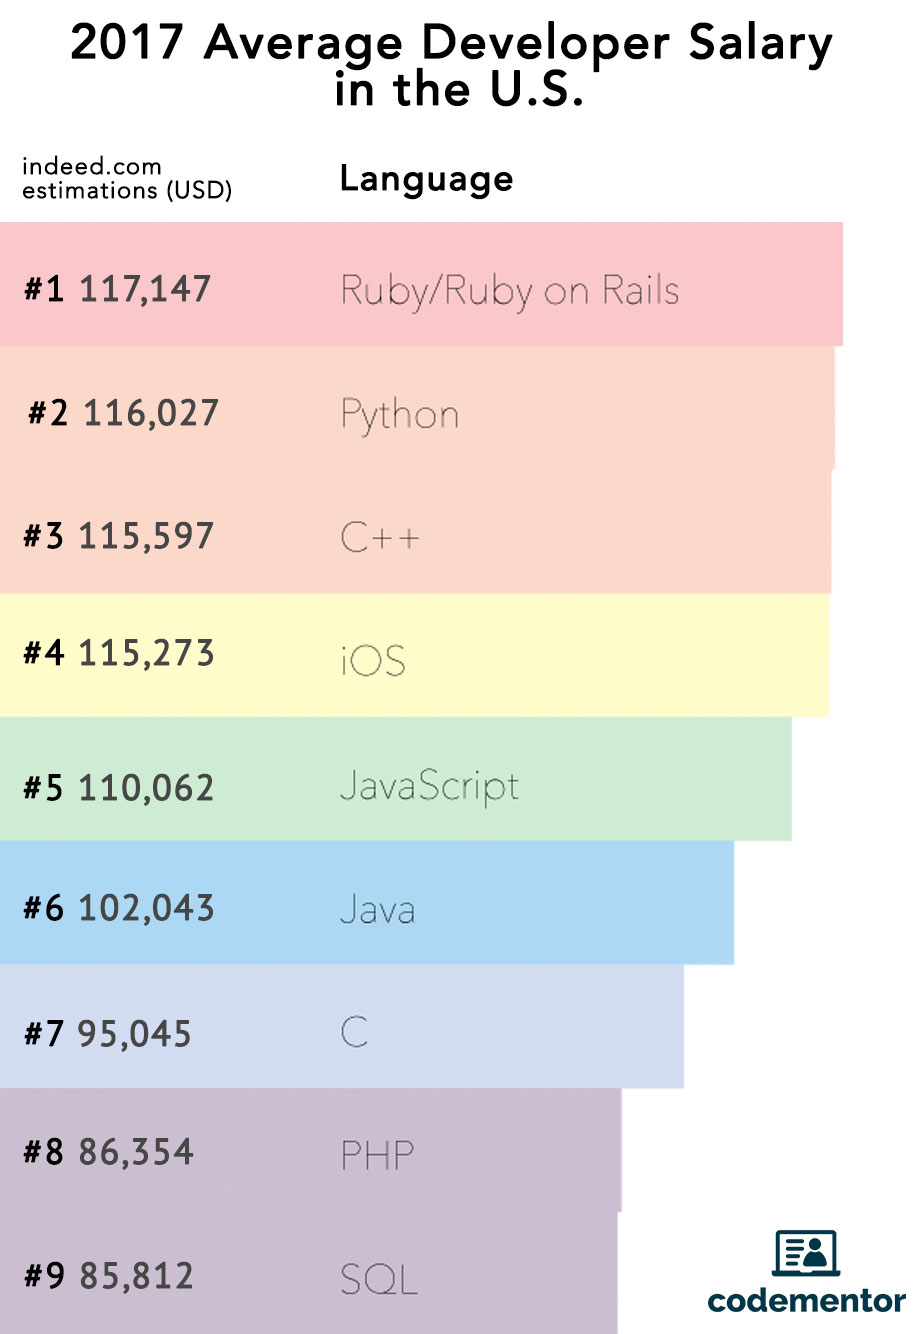 2017 Average Developer Salary
in the U.S.
indeed.com
estimations (USD)
Language
#1 117,147 Ruby/Ruby on Rails
#2 116,027 Python
#3 115,597 C++
#4 115,273 iOS
#5 110,062 JavaScript
#6 102,043 Java
#7 95,045 C
#8 86,354 PHP
#9 85,812 SQL
codementor